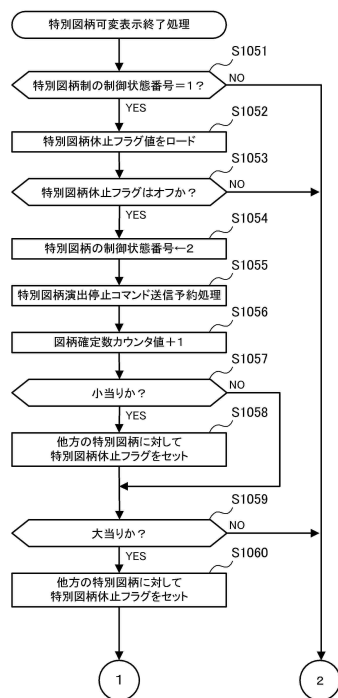 特別図柄可変表示終了処理
S1051
特別図柄制の制御状態番号=1?
NO
YES
S1052
特別図柄休止フラグ値をロード
S1053
特別図柄休止フラグはオフか?
NO
YES
S1054
特別図柄の制御状態番号←2
S1055
特別図柄演出停止コマンド送信予約処理
S1056
図柄確定数カウンタ値+1
S1057
小当りか?
NO
YES
S1058
他方の特別図柄に対して
特別図柄休止フラグをセット
S1059
大当りか?
NO
YES
S1060
他方の特別図柄に対して
特別図柄休止フラグをセット
1
2